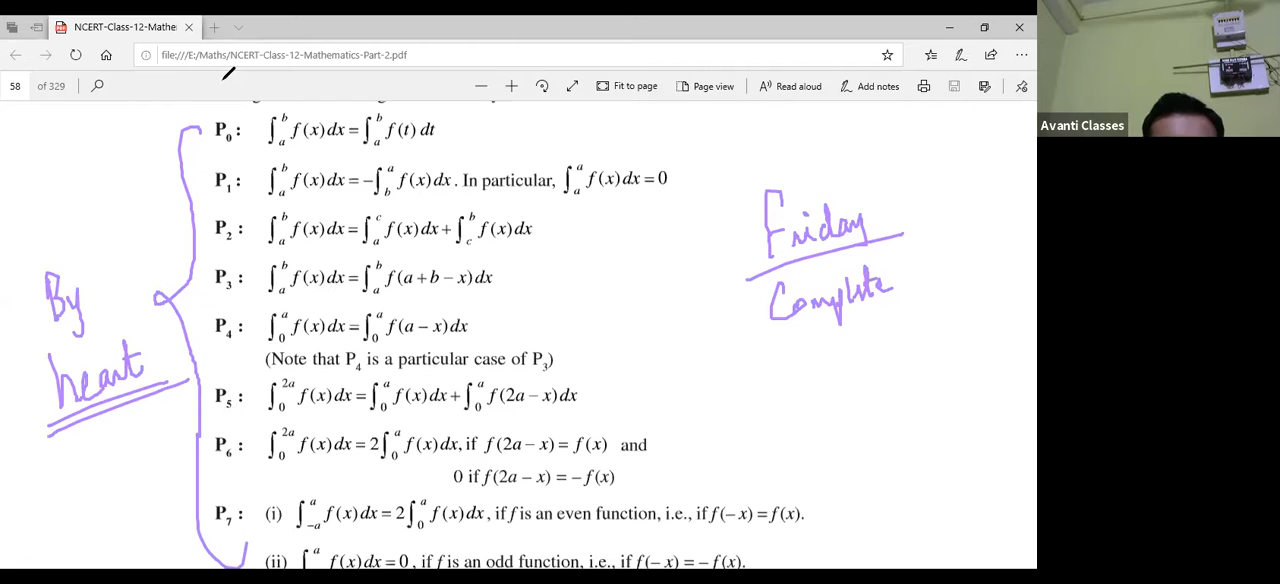 NCERT-Class-12-Mathe
file:///E:/Maths/NCERT-Class-12-Mathematics-Part-2.pdf
58 of 329
Fit to page
Page view
Read aloud
Add notes
Avanti Classes
P₀ : ∫ₐᵇ f(x) dx = ∫ₐᵇ f(t) dt
P₁ : ∫ₐᵇ f(x) dx = −∫_b^a f(x) dx . In particular, ∫ₐᵃ f(x) dx = 0
P₂ : ∫ₐᵇ f(x) dx = ∫ₐᶜ f(x) dx + ∫_c^b f(x) dx
P₃ : ∫ₐᵇ f(x) dx = ∫ₐᵇ f(a + b − x) dx
P₄ : ∫₀ᵃ f(x) dx = ∫₀ᵃ f(a − x) dx
(Note that P₄ is a particular case of P₃)
P₅ : ∫₀²ᵃ f(x) dx = ∫₀ᵃ f(x) dx + ∫₀ᵃ f(2a − x) dx
P₆ : ∫₀²ᵃ f(x) dx = 2∫₀ᵃ f(x) dx, if f(2a − x) = f(x) and
0 if f(2a − x) = − f(x)
P₇ : (i) ∫₋ₐᵃ f(x) dx = 2∫₀ᵃ f(x) dx, if f is an even function, i.e., if f(−x) = f(x).
(ii) ∫ ᵃ f(x) dx = 0, if f is an odd function, i.e., if f(−x) = − f(x).
By
heart
Friday
Complete